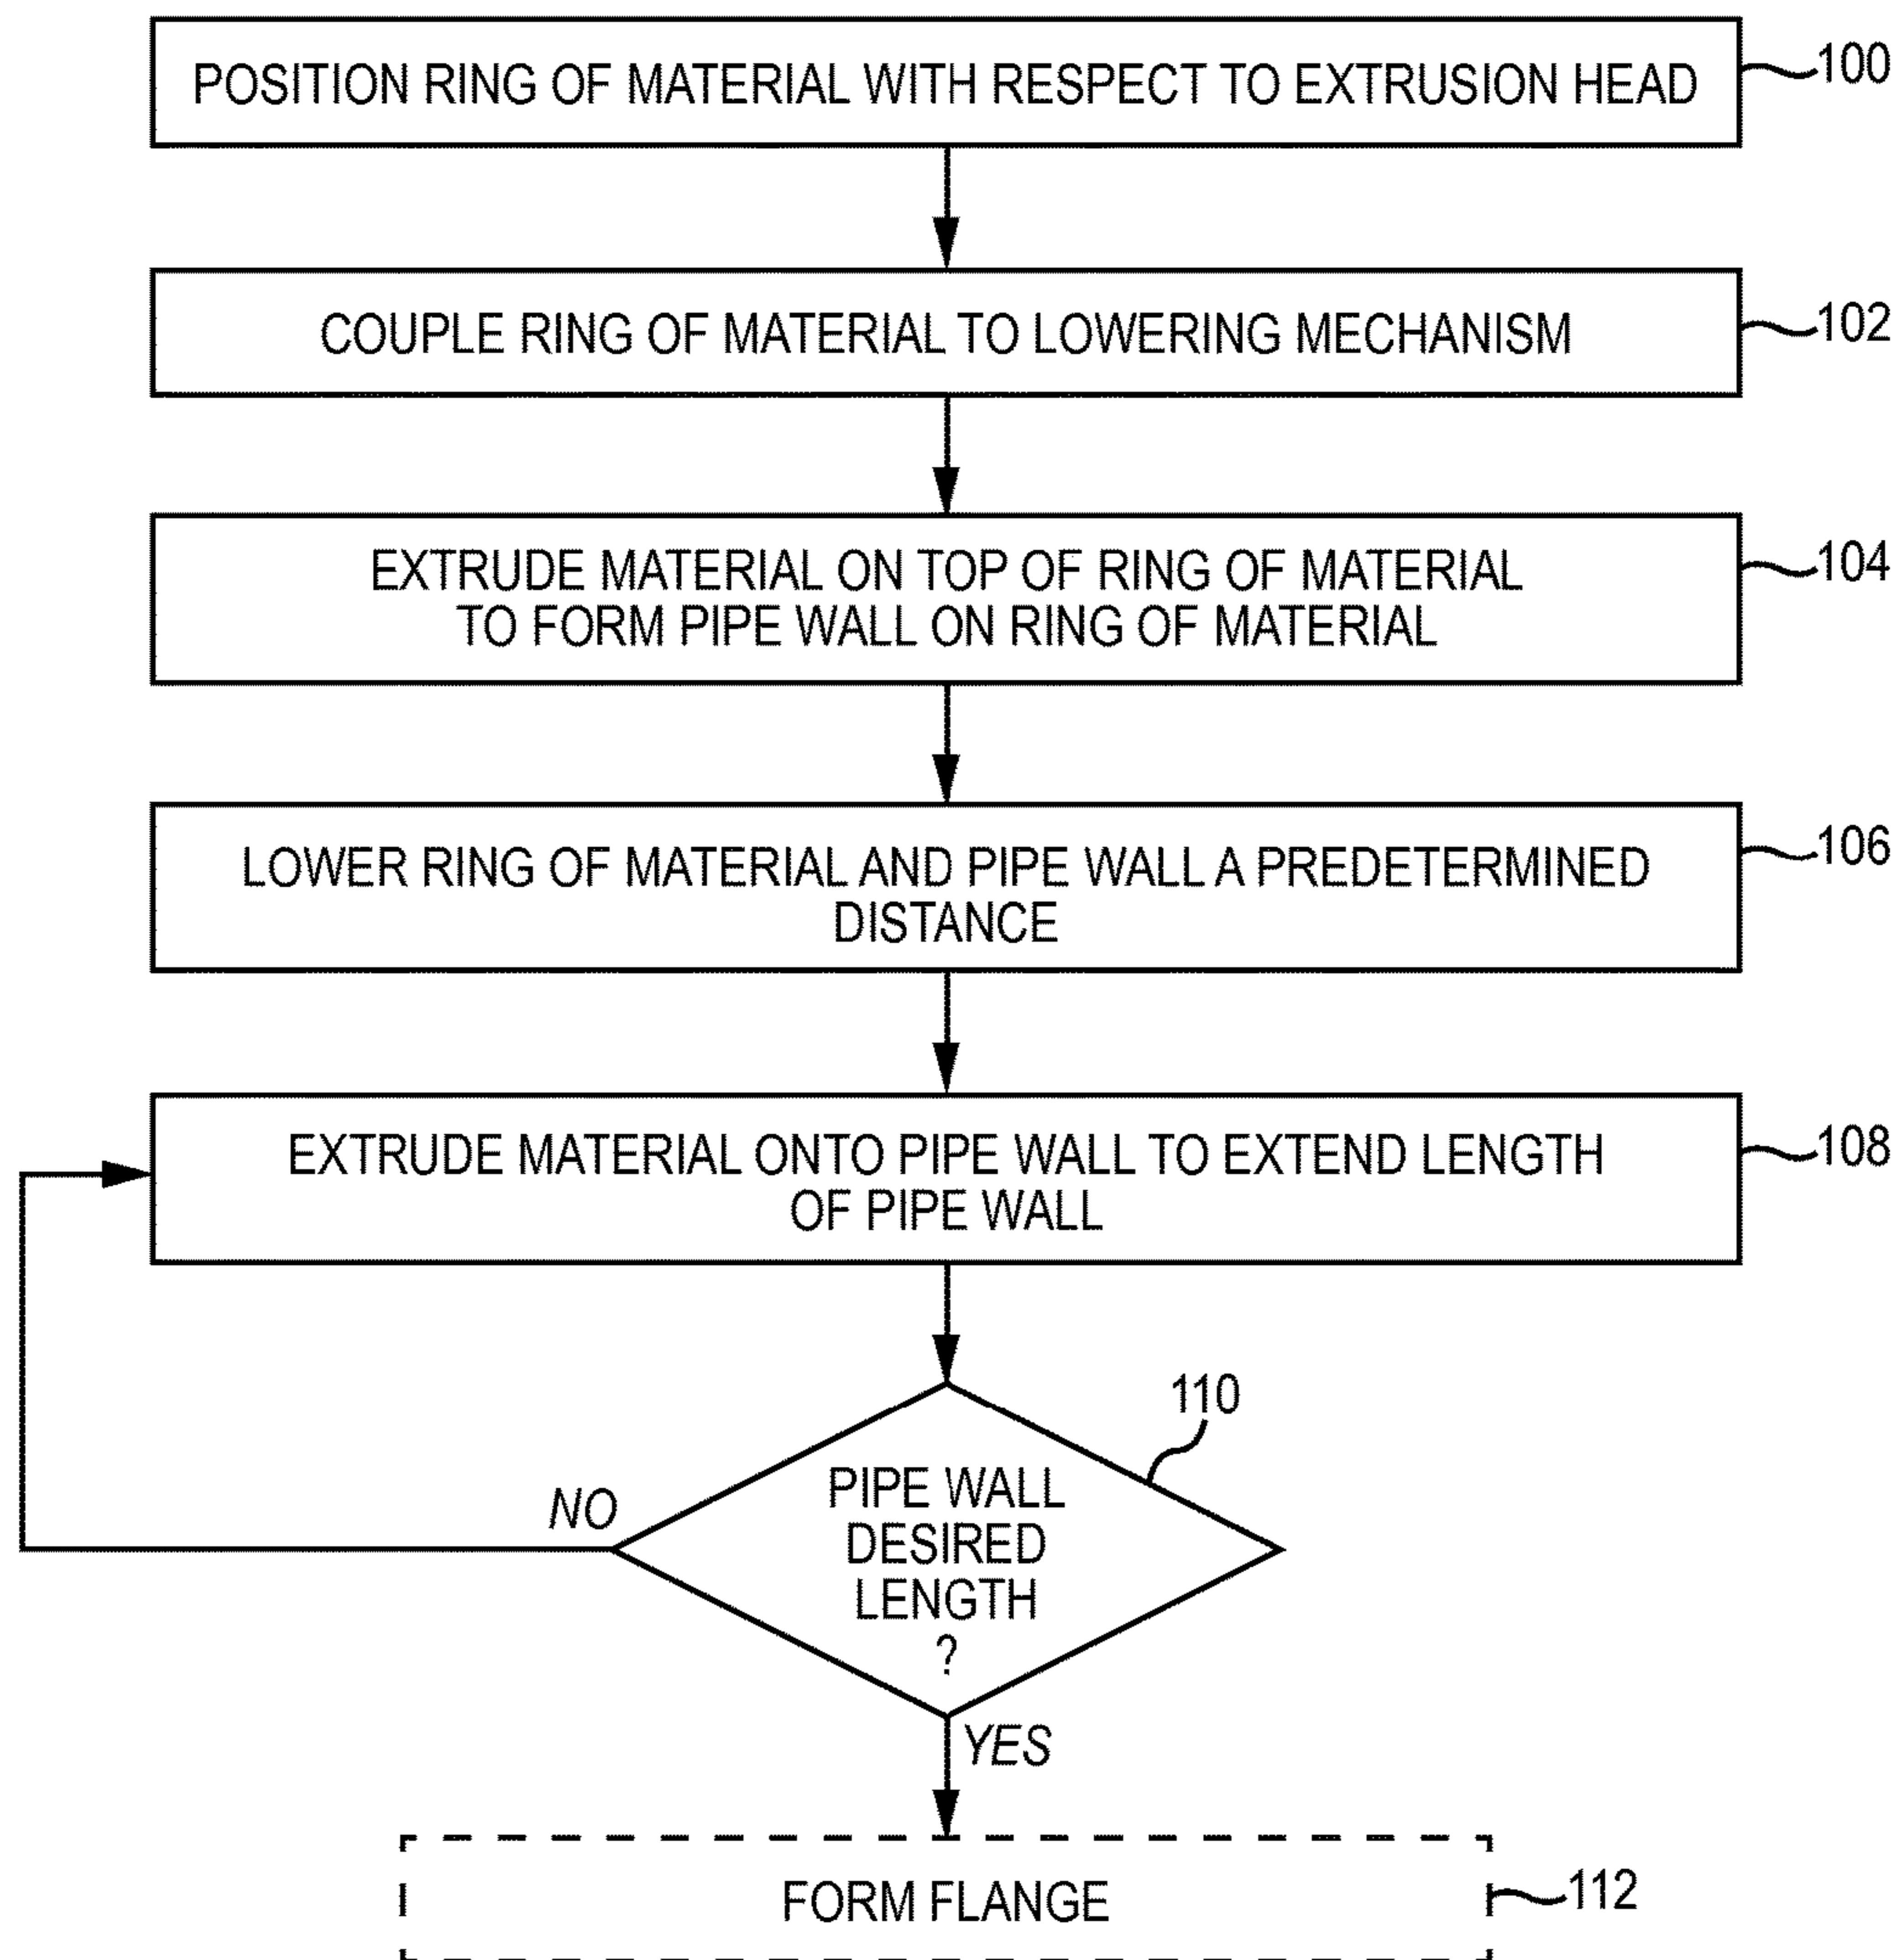 POSITION RING OF MATERIAL WITH RESPECT TO EXTRUSION HEAD
100
COUPLE RING OF MATERIAL TO LOWERING MECHANISM
102
EXTRUDE MATERIAL ON TOP OF RING OF MATERIAL
TO FORM PIPE WALL ON RING OF MATERIAL
104
LOWER RING OF MATERIAL AND PIPE WALL A PREDETERMINED
DISTANCE
106
EXTRUDE MATERIAL ONTO PIPE WALL TO EXTEND LENGTH
OF PIPE WALL
108
110
PIPE WALL
DESIRED
LENGTH
?
NO
YES
FORM FLANGE
112